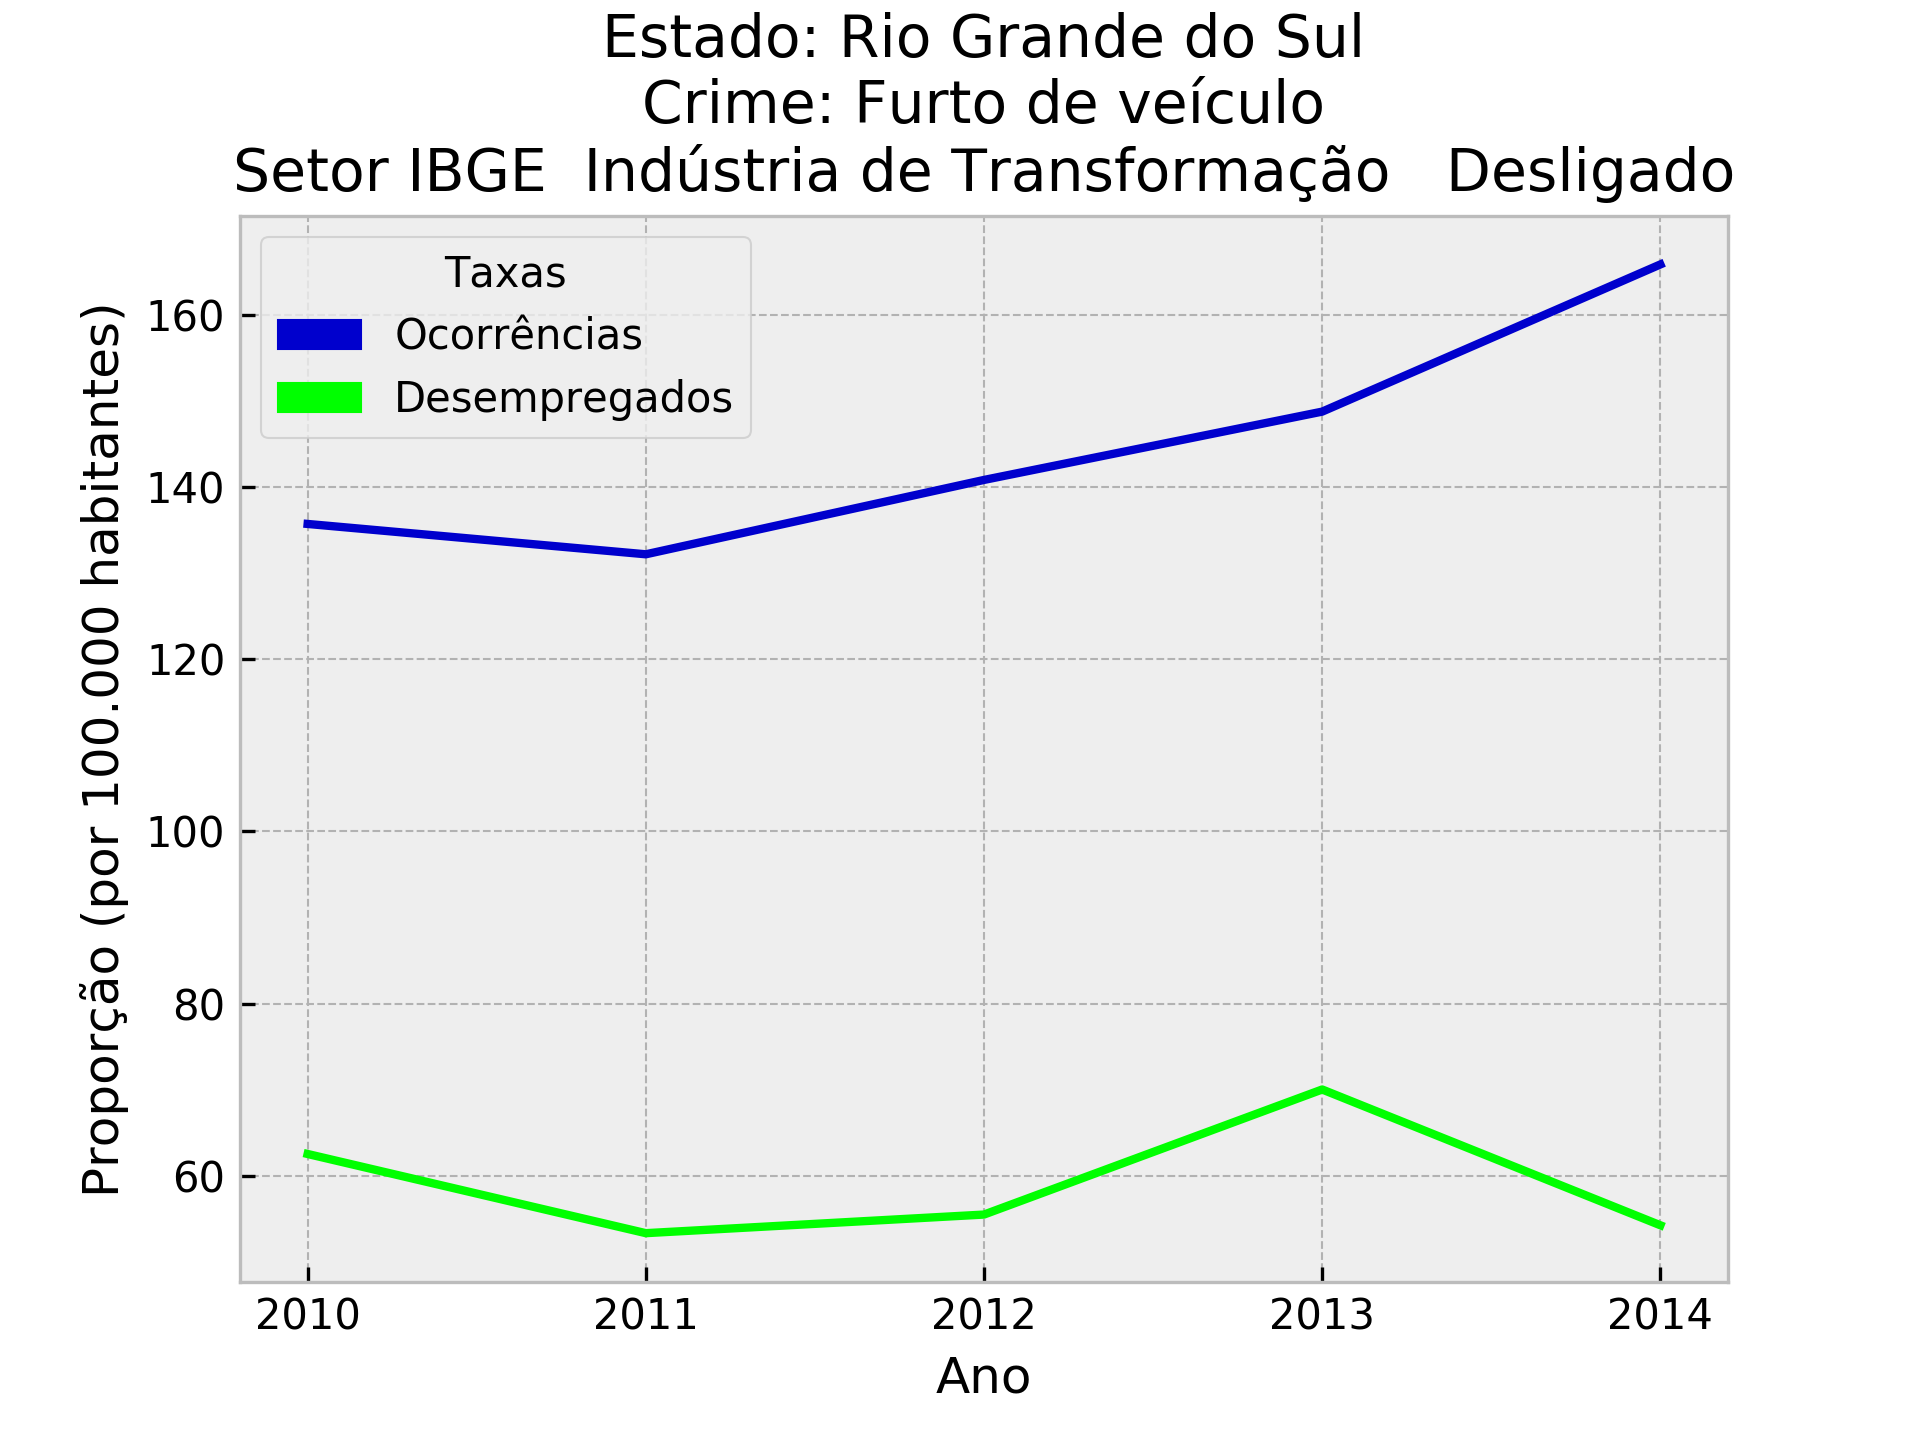 Estado: Rio Grande do Sul
Crime: Furto de veículo
Setor IBGE  Indústria de Transformação   Desligado
Taxas
Ocorrências
Desempregados
Proporção (por 100.000 habitantes)
160
140
120
100
80
60
2010 2011 2012 2013 2014
Ano